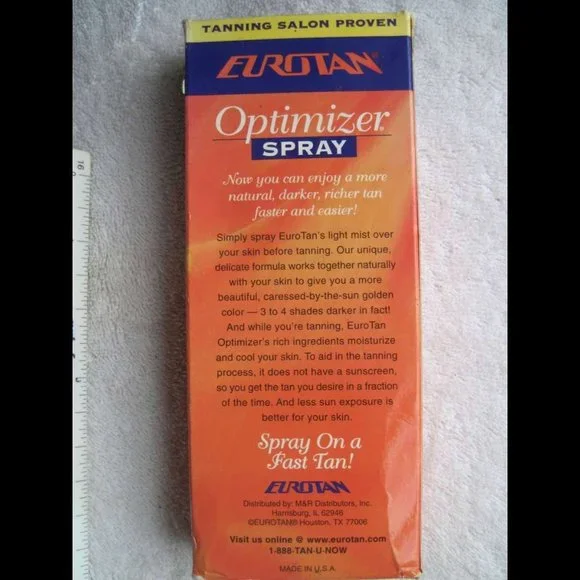 TANNING SALON PROVEN
EUROTAN®
Optimizer®
SPRAY
Now you can enjoy a more
natural, darker, richer tan
faster and easier!
Simply spray EuroTan's light mist over
your skin before tanning. Our unique,
delicate formula works together naturally
with your skin to give you a more
beautiful, caressed-by-the-sun golden
color — 3 to 4 shades darker in fact!
And while you're tanning, EuroTan
Optimizer's rich ingredients moisturize
and cool your skin. To aid in the tanning
process, it does not have a sunscreen,
so you get the tan you desire in a fraction
of the time. And less sun exposure is
better for your skin.
Spray On a
Fast Tan!
EUROTAN
Distributed by: M&R Distributors, Inc.
Harrisburg, IL 62946
©EUROTAN® Houston, TX 77006
Visit us online @ www.eurotan.com
1-888-TAN-U-NOW
MADE IN U.S.A.
16